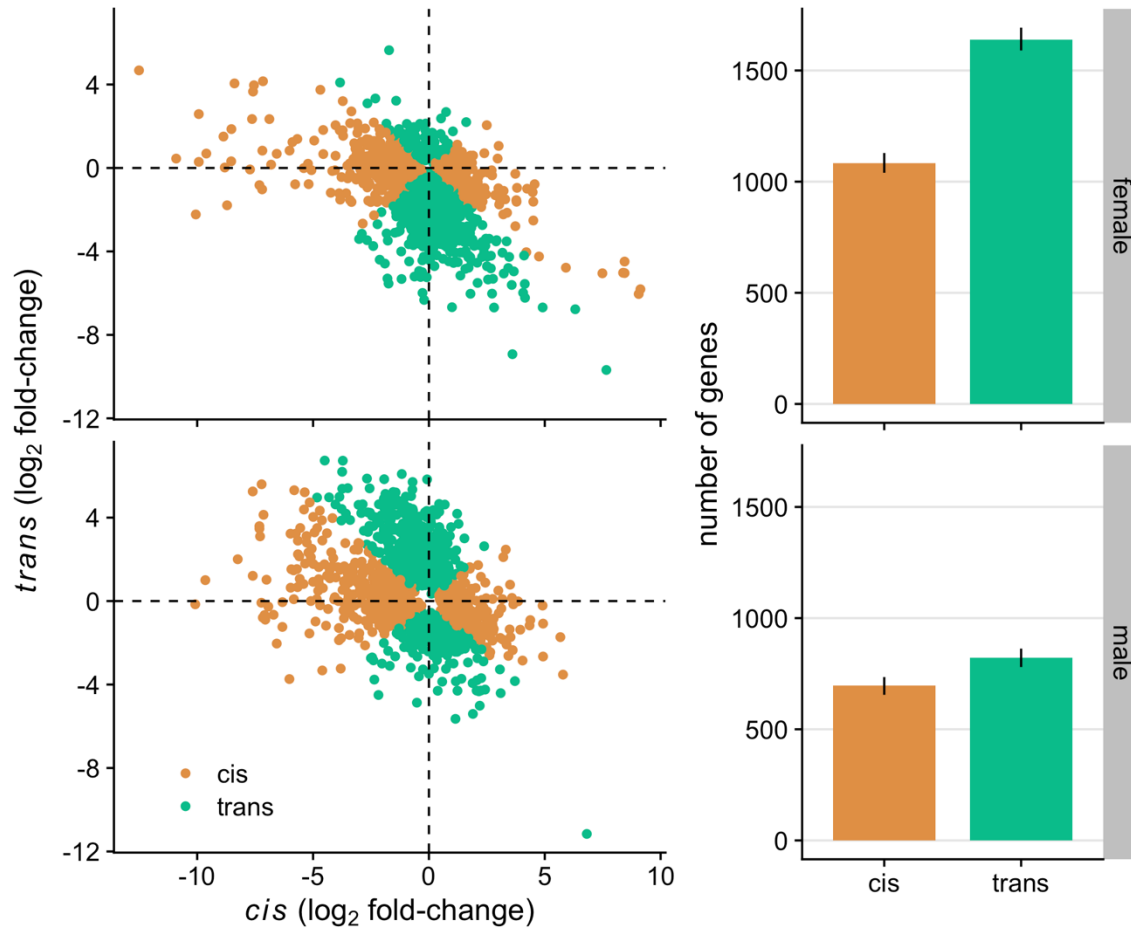 4
0
-4
-8
-12
4
0
-4
-8
-12
trans (log2 fold-change)
cis
trans
-10
-5
0
5
10
cis (log2 fold-change)
number of genes
1500
1000
500
0
female
1500
1000
500
0
male
cis
trans